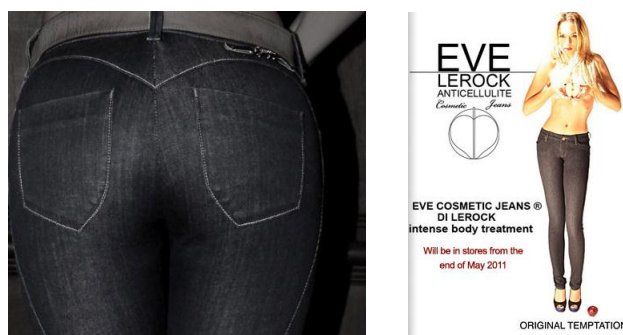 EVE
LEROCK
ANTICELLULITE
Cosmetic Jeans
EVE COSMETIC JEANS ®
DI LEROCK
intense body treatment
Will be in stores from the
end of May 2011
ORIGINAL TEMPTATION